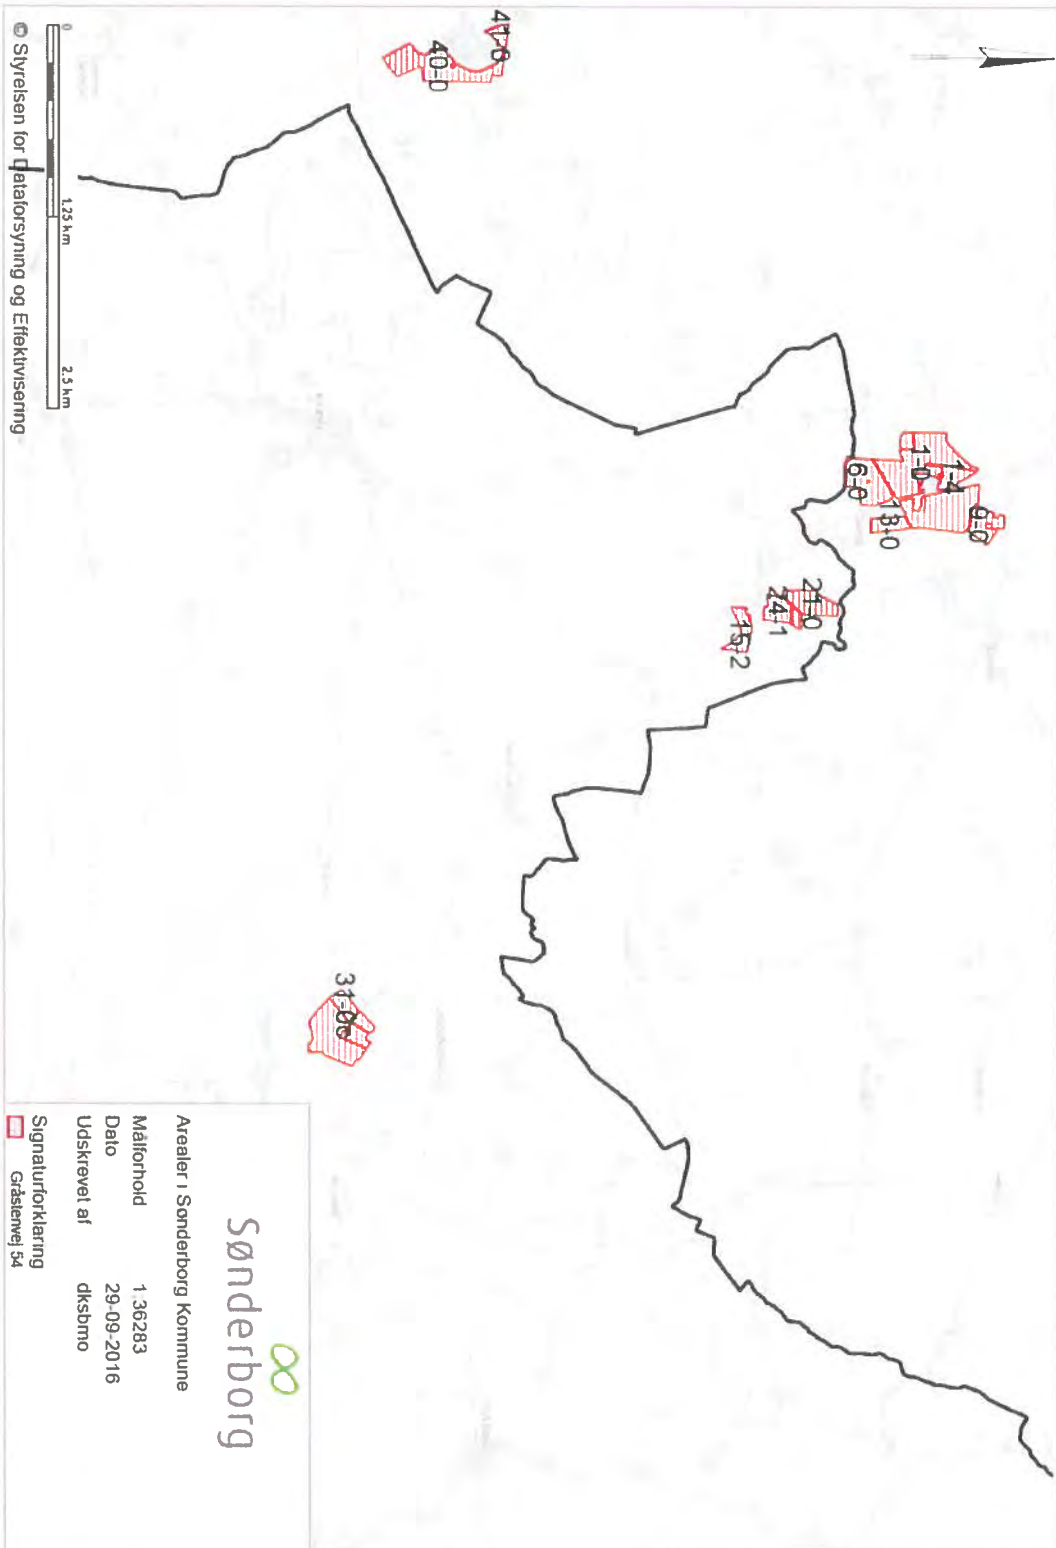 1-4
1-0
9-0
6-0
13-0
21-0
24-1
15-2
40-0
Sønderborg
Arealer i Sønderborg Kommune
Målforhold 1:36283
Dato 29-09-2016
Udskrevet af dksbmo
Signaturforklaring
Gråstenvej 54
0 1.25 km 2.5 km
© Styrelsen for Dataforsyning og Effektivisering